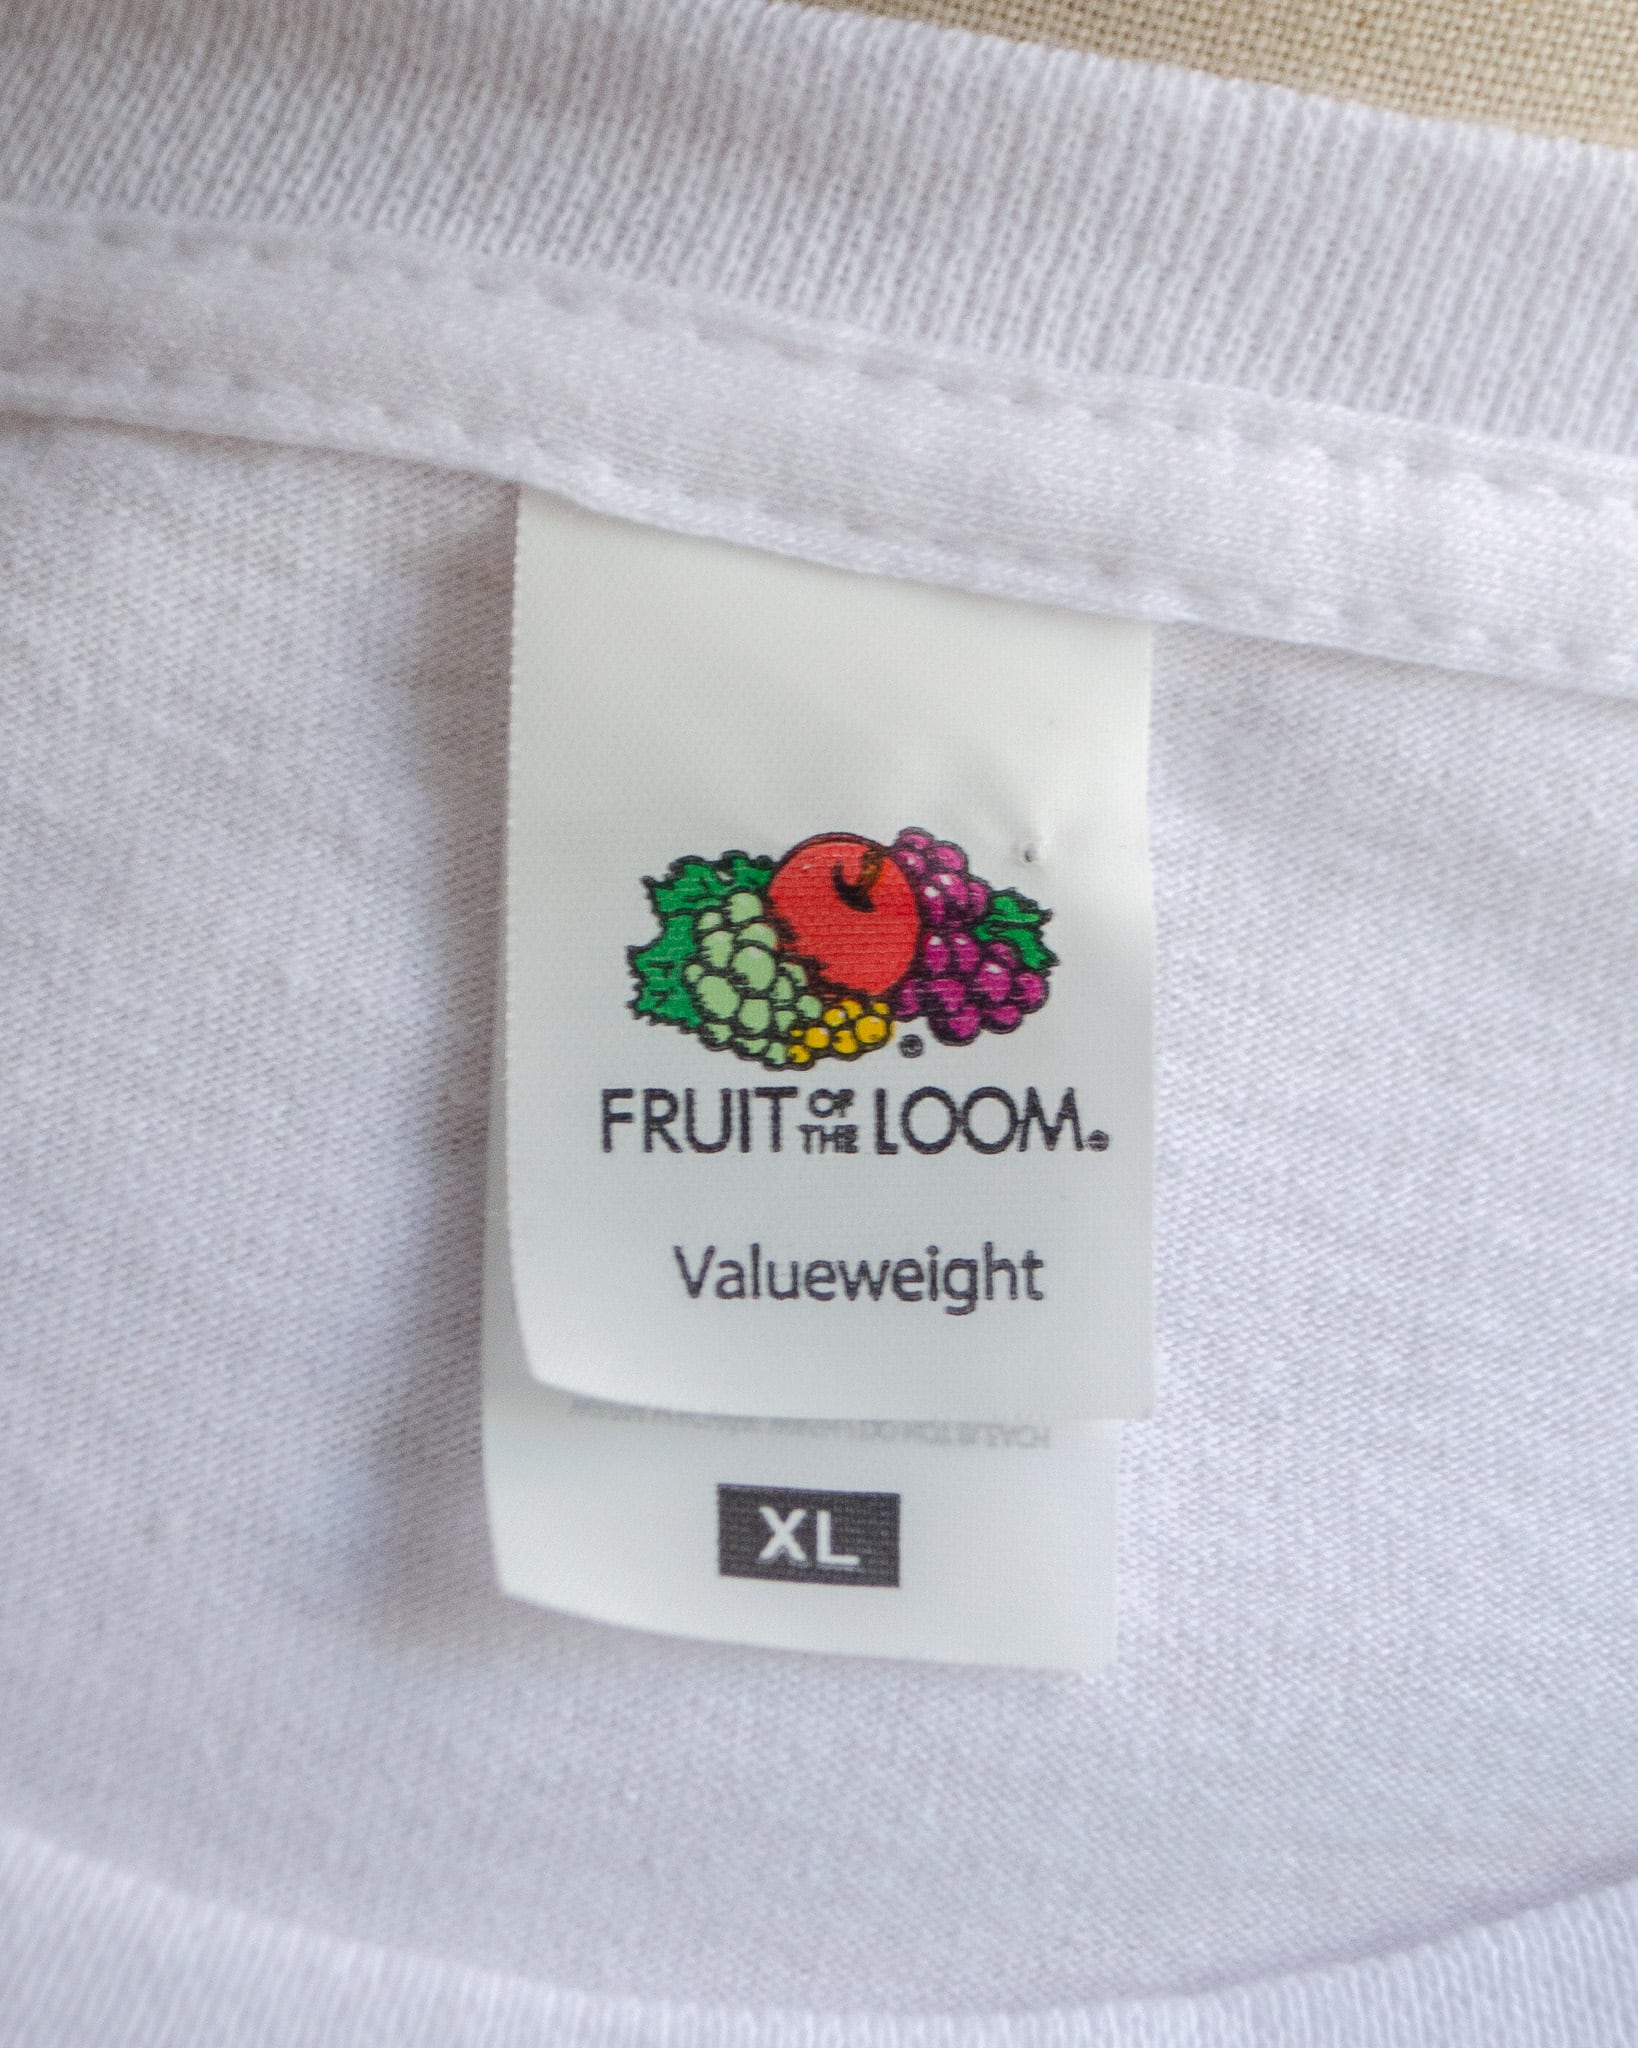 FRUIT OF THE LOOM®
Valueweight
XL